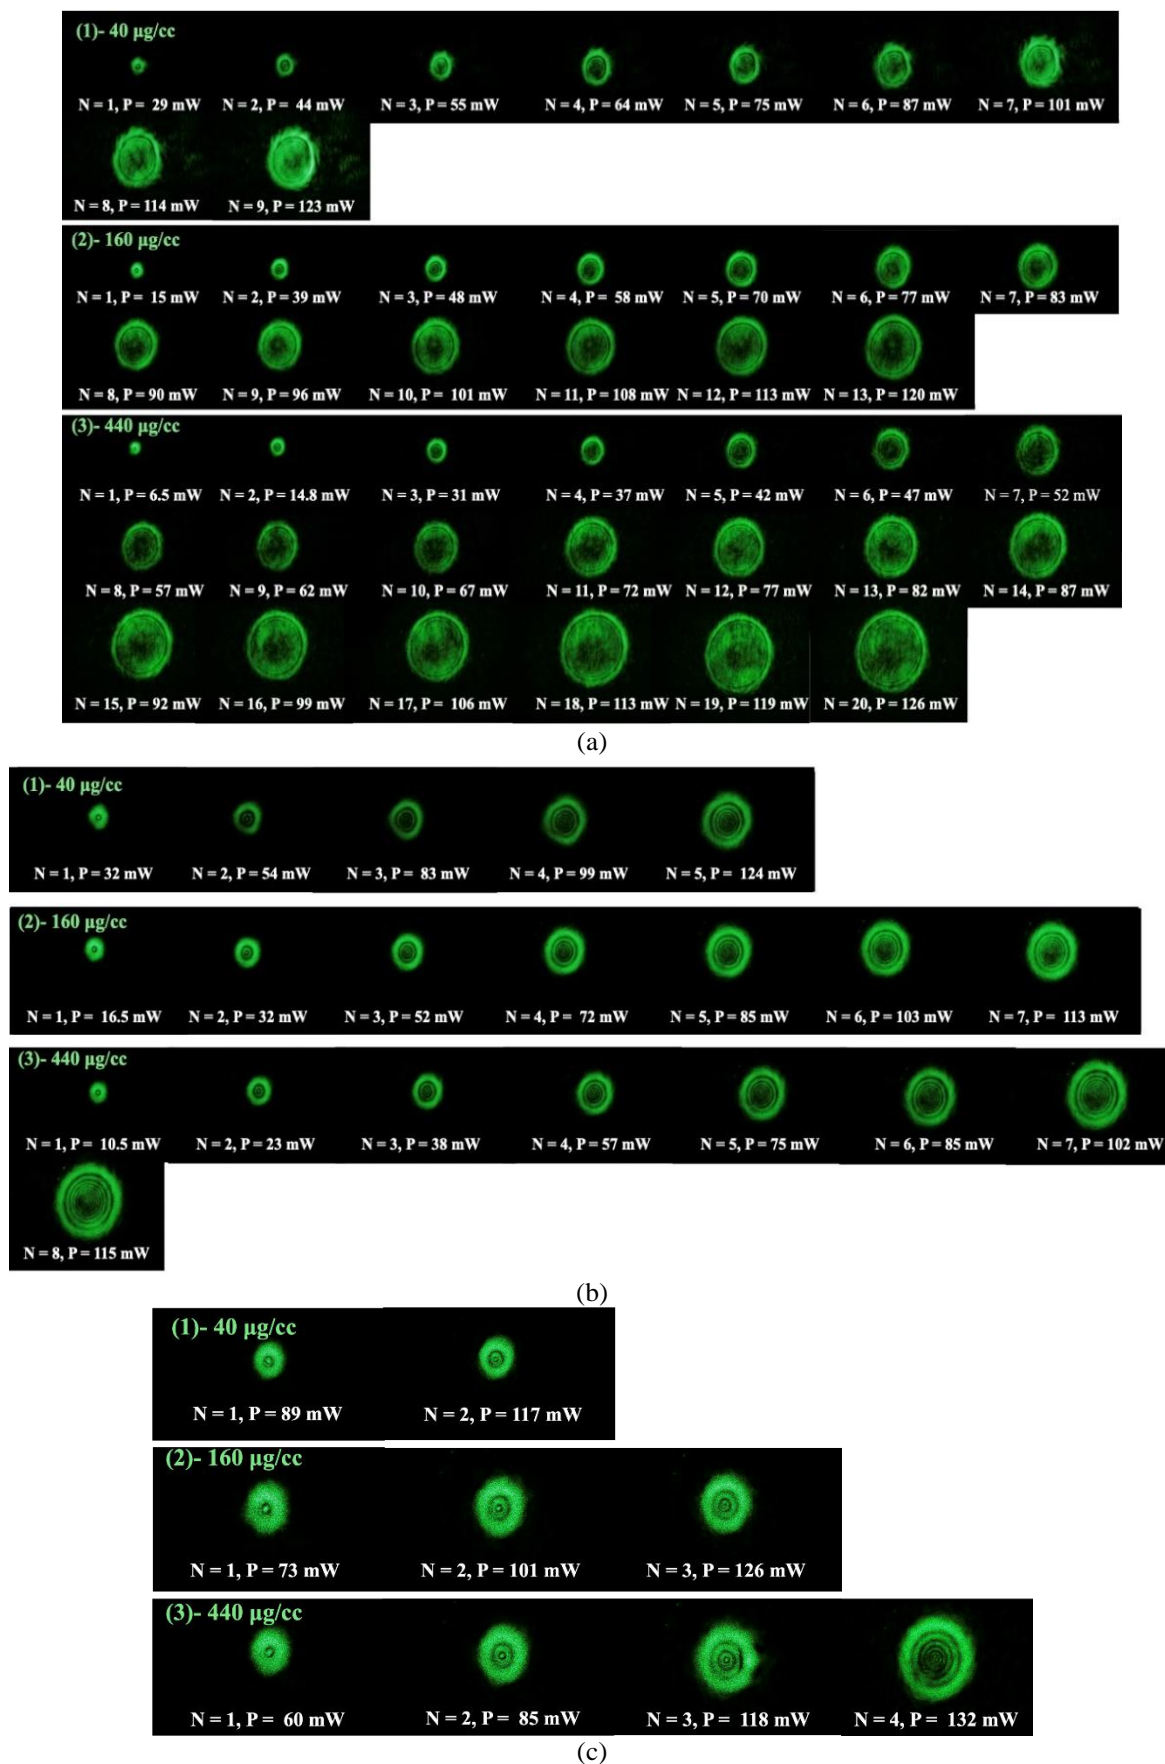 (1)- 40 µg/cc
N = 1, P = 29 mW N = 2, P = 44 mW N = 3, P = 55 mW N = 4, P = 64 mW N = 5, P = 75 mW N = 6, P = 87 mW N = 7, P = 101 mW
N = 8, P = 114 mW N = 9, P = 123 mW
(2)- 160 µg/cc
N = 1, P = 15 mW N = 2, P = 39 mW N = 3, P = 48 mW N = 4, P = 58 mW N = 5, P = 70 mW N = 6, P = 77 mW N = 7, P = 83 mW
N = 8, P = 90 mW N = 9, P = 96 mW N = 10, P = 101 mW N = 11, P = 108 mW N = 12, P = 113 mW N = 13, P = 120 mW
(3)- 440 µg/cc
N = 1, P = 6.5 mW N = 2, P = 14.8 mW N = 3, P = 31 mW N = 4, P = 37 mW N = 5, P = 42 mW N = 6, P = 47 mW N = 7, P = 52 mW
N = 8, P = 57 mW N = 9, P = 62 mW N = 10, P = 67 mW N = 11, P = 72 mW N = 12, P = 77 mW N = 13, P = 82 mW N = 14, P = 87 mW
N = 15, P = 92 mW N = 16, P = 99 mW N = 17, P = 106 mW N = 18, P = 113 mW N = 19, P = 119 mW N = 20, P = 126 mW
(a)
(1)- 40 µg/cc
N = 1, P = 32 mW N = 2, P = 54 mW N = 3, P = 83 mW N = 4, P = 99 mW N = 5, P = 124 mW
(2)- 160 µg/cc
N = 1, P = 16.5 mW N = 2, P = 32 mW N = 3, P = 52 mW N = 4, P = 72 mW N = 5, P = 85 mW N = 6, P = 103 mW N = 7, P = 113 mW
(3)- 440 µg/cc
N = 1, P = 10.5 mW N = 2, P = 23 mW N = 3, P = 38 mW N = 4, P = 57 mW N = 5, P = 75 mW N = 6, P = 85 mW N = 7, P = 102 mW
N = 8, P = 115 mW
(b)
(1)- 40 µg/cc
N = 1, P = 89 mW N = 2, P = 117 mW
(2)- 160 µg/cc
N = 1, P = 73 mW N = 2, P = 101 mW N = 3, P = 126 mW
(3)- 440 µg/cc
N = 1, P = 60 mW N = 2, P = 85 mW N = 3, P = 118 mW N = 4, P = 132 mW
(c)